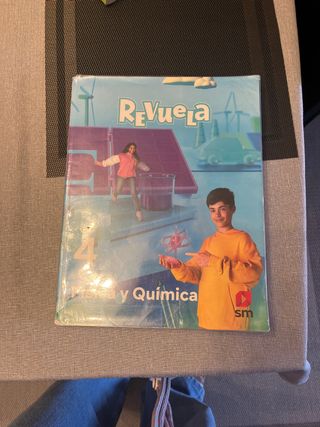 REVUELA
4
Física y Química
sm